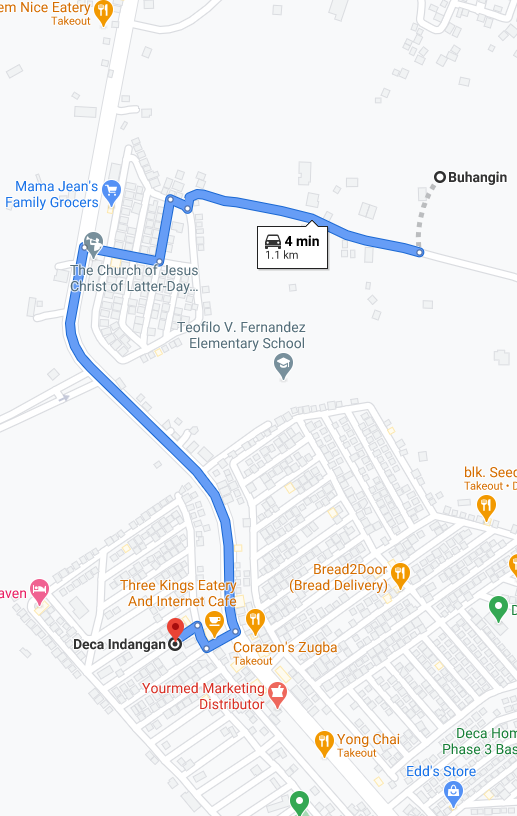 em Nice Eatery
Takeout
Buhangin
Mama Jean's
Family Grocers
4 min
1.1 km
The Church of Jesus
Christ of Latter-Day...
Teofilo V. Fernandez
Elementary School
blk. Seed
Takeout • D
Bread2Door
(Bread Delivery)
Three Kings Eatery
And Internet Cafe
aven
D
Deca Indangan
Corazon's Zugba
Takeout
Yourmed Marketing
Distributor
Yong Chai
Takeout
Deca Hom
Phase 3 Bas
Edd's Store